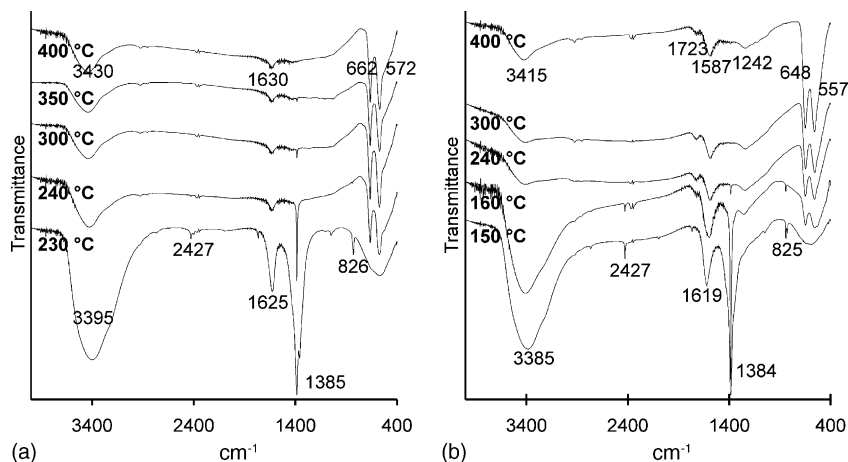 400 °C
3430
1630
662
572
350 °C
300 °C
240 °C
230 °C
2427
826
1625
3395
1385
Transmittance
3400
2400
1400
400
(a)
cm-1
400 °C
3415
1723
1587
1242
648
557
300 °C
240 °C
160 °C
150 °C
825
2427
1619
3385
1384
Transmittance
3400
2400
1400
400
(b)
cm-1